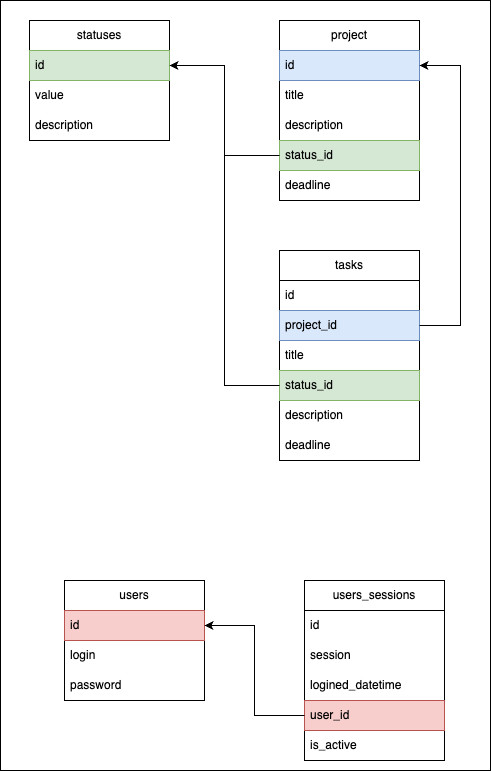 statuses
id
value
description
project
id
title
description
status_id
deadline
tasks
id
project_id
title
status_id
description
deadline
users
id
login
password
users_sessions
id
session
logined_datetime
user_id
is_active